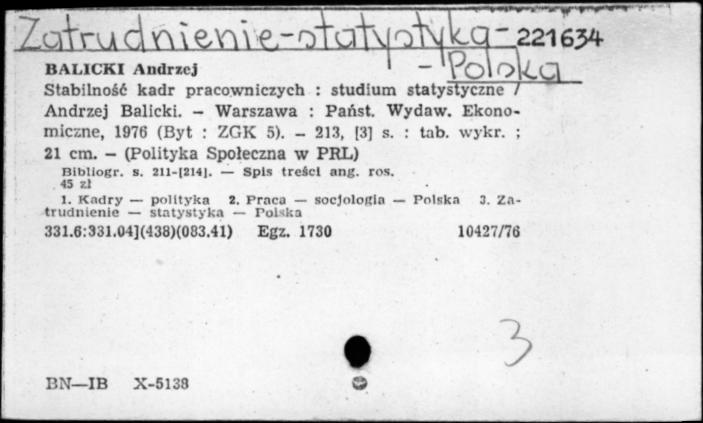 Zatrudnienie-statystyka- 221634
- Polska
BALICKI Andrzej
Stabilność kadr pracowniczych : studium statystyczne /
Andrzej Balicki. — Warszawa : Państ. Wydaw. Ekono-
miczne, 1976 (Byt : ZGK 5). — 213, [3] s. : tab. wykr. ;
21 cm. — (Polityka Społeczna w PRL)
Bibliogr. s. 211-[214]. — Spis treści ang. ros.
45 zł
1. Kadry — polityka 2. Praca — socjologia — Polska 3. Za-
trudnienie — statystyka — Polska
331.6:331.04](438)(083.41) Egz. 1730 10427/76
3
BN—IB X-5138